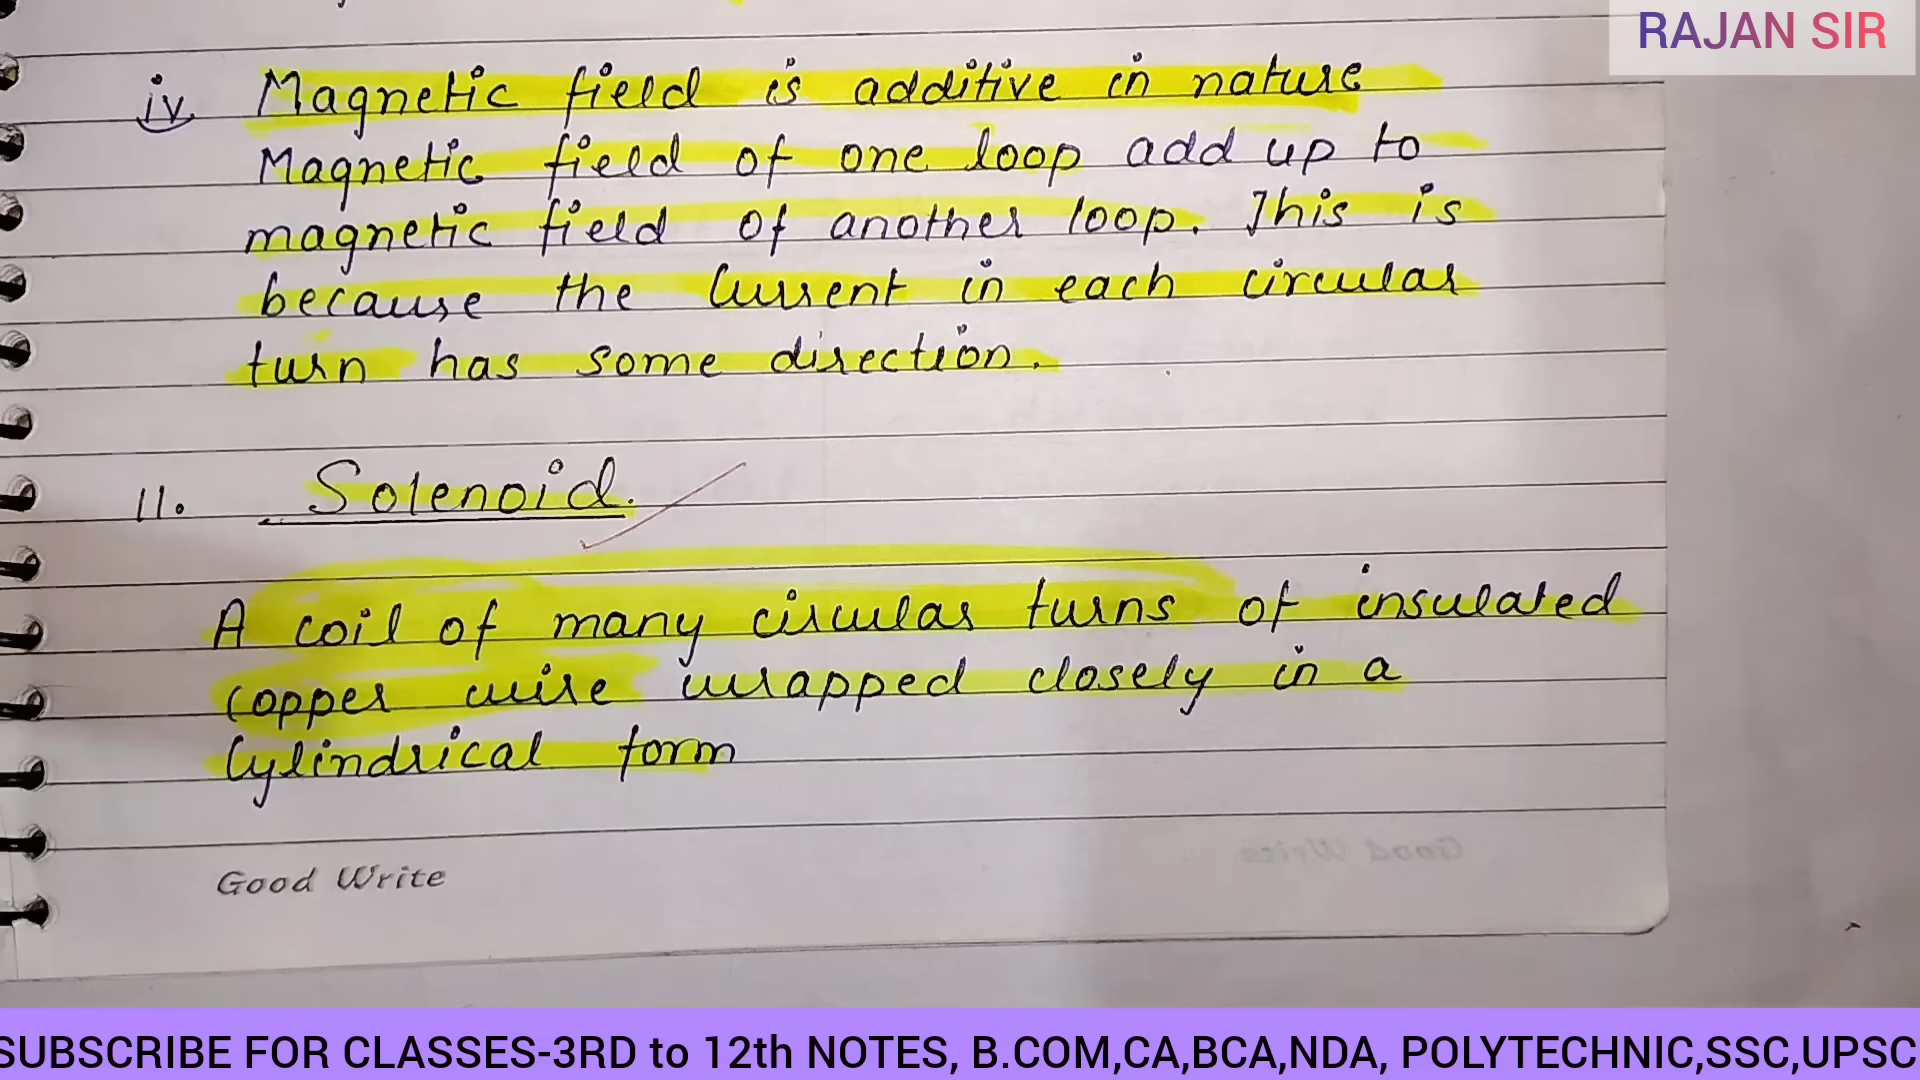 RAJAN SIR
iv. Magnetic field is additive in nature
Magnetic field of one loop add up to
magnetic field of another loop. This is
because the Current in each circular
turn has some direction.
11. Solenoid.
A coil of many circular turns of insulated
copper wire wrapped closely in a
Cylindrical form
Good Write
SUBSCRIBE FOR CLASSES-3RD to 12th NOTES, B.COM,CA,BCA,NDA, POLYTECHNIC,SSC,UPSC